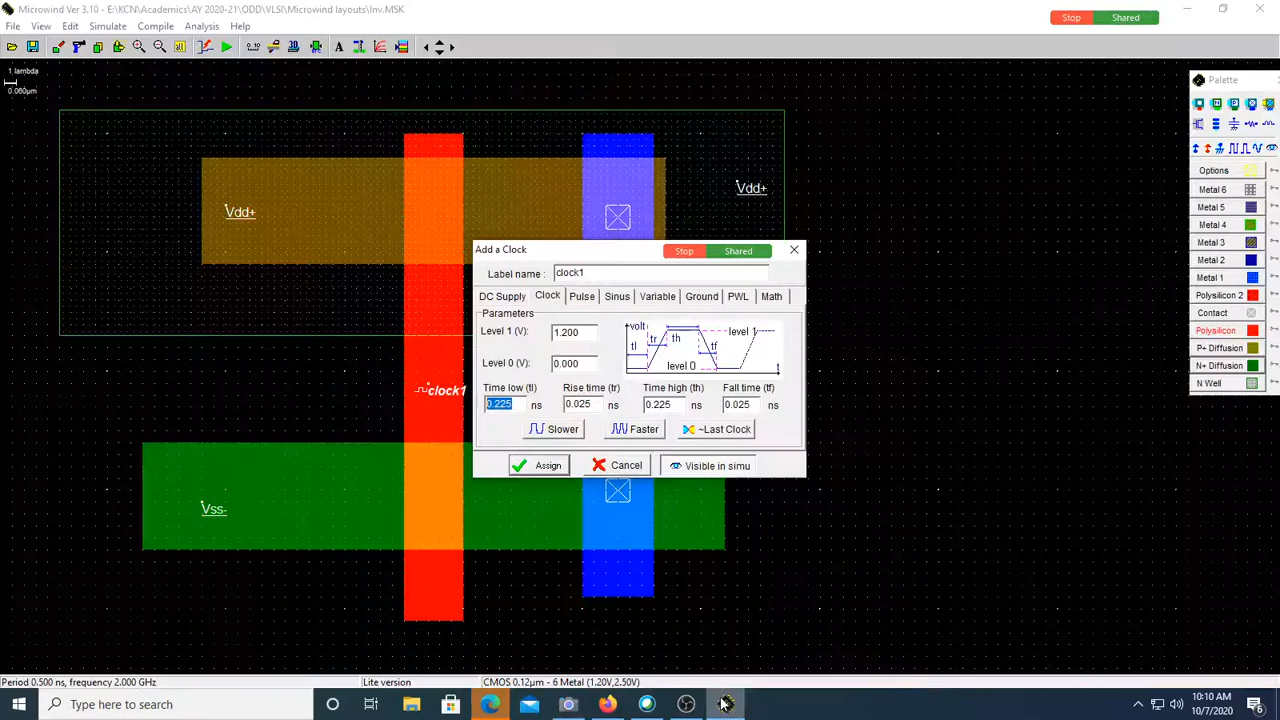 Microwind Ver 3.10 - E:\KCN\Academics\AY 2020-21\ODD\VLSI\Microwind layouts\Inv.MSK
Stop Shared
File View Edit Simulate Compile Analysis Help
1 lambda
0.060µm
Palette
Options
Metal 6
Metal 5
Metal 4
Metal 3
Metal 2
Metal 1
Polysilicon 2
Contact
Polysilicon
P+ Diffusion
N+ Diffusion
N Well
Vdd+
Vdd+
clock1
Vss-
Add a Clock Stop Shared
Label name : clock1
DC Supply Clock Pulse Sinus Variable Ground PWL Math
Parameters
Level 1 (V): 1.200
Level 0 (V): 0.000
volt level 1
tr th
tl tf
level 0 t
Time low (tl) Rise time (tr) Time high (th) Fall time (tf)
0.225 ns 0.025 ns 0.225 ns 0.025 ns
Slower Faster ~Last Clock
Assign Cancel Visible in simu
Period 0.500 ns, frequency 2.000 GHz Lite version CMOS 0.12µm - 6 Metal (1.20V,2.50V)
Type here to search
10:10 AM
10/7/2020
6